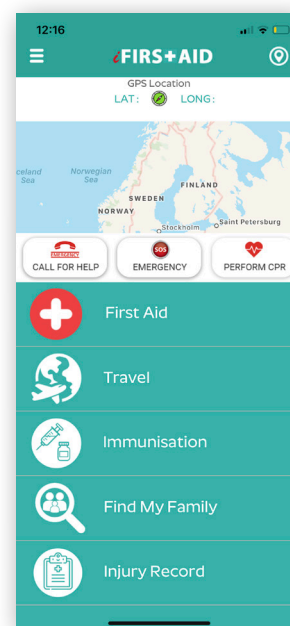 12:16
iFIRS+AID
GPS Location
LAT: LONG:
celand
Sea
Norwegian
Sea
SWEDEN
FINLAND
NORWAY
Stockholm
Saint Petersburg
EMERGENCY
SOS
CALL FOR HELP
EMERGENCY
PERFORM CPR
First Aid
Travel
Immunisation
Find My Family
Injury Record